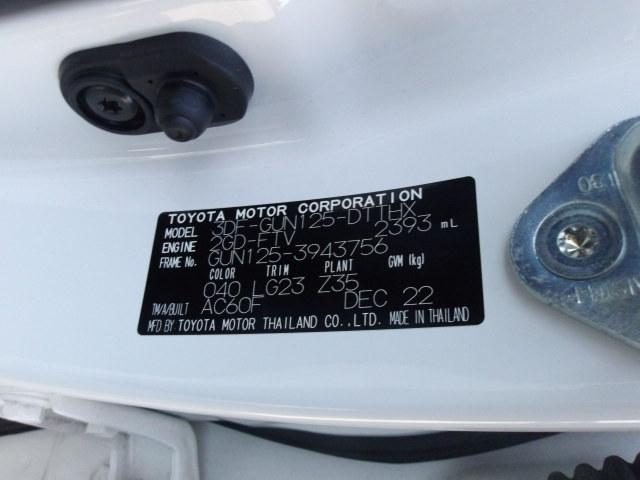 TOYOTA MOTOR CORPORATION
MODEL 3DF-GUN125-DTTHX
ENGINE 2GD-FTV 2393 mL
FRAME No. GUN125-3943756
COLOR TRIM PLANT GVM (kg)
040 LG23 Z35
TM/A/BUILT AC60F DEC 22
MFD BY TOYOTA MOTOR THAILAND CO.,LTD. MADE IN THAILAND